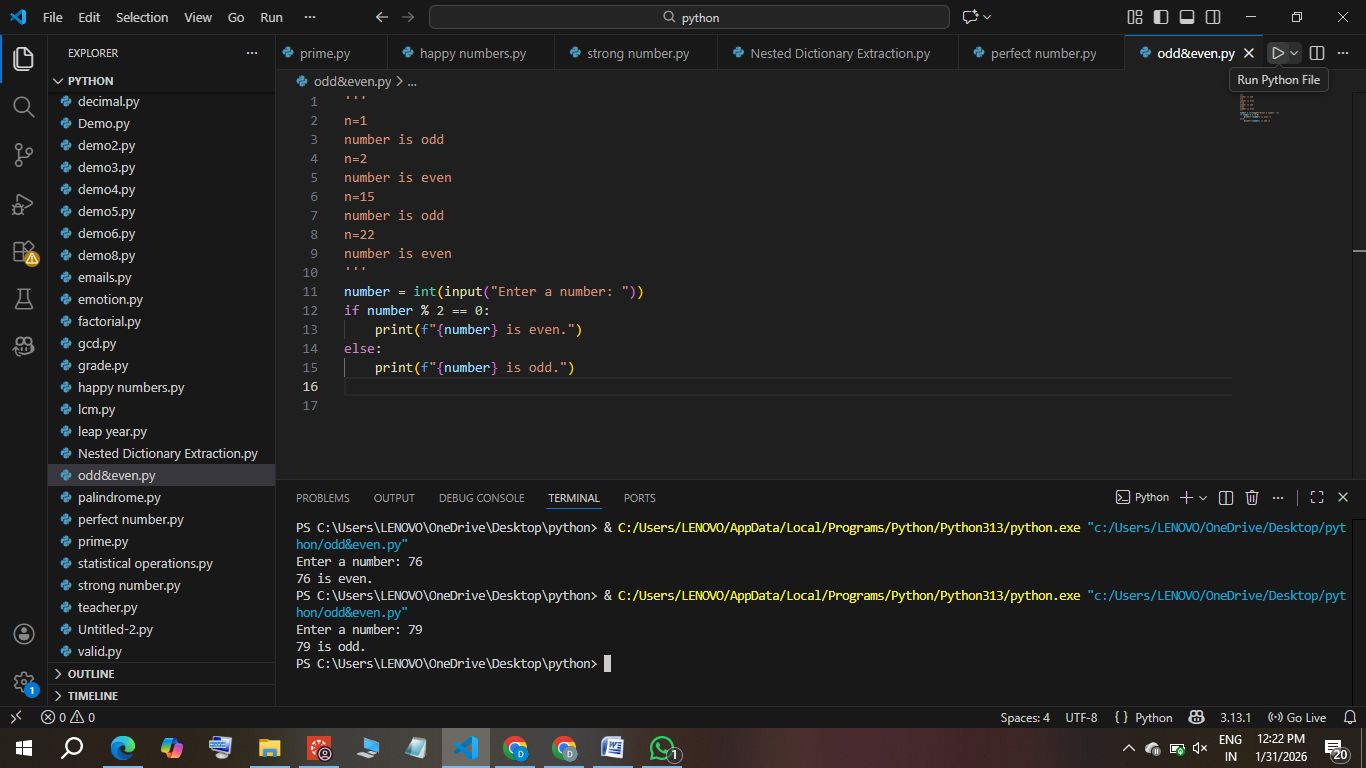 File Edit Selection View Go Run ··· python
EXPLORER ···
PYTHON
decimal.py
Demo.py
demo2.py
demo3.py
demo4.py
demo5.py
demo6.py
demo8.py
emails.py
emotion.py
factorial.py
gcd.py
grade.py
happy numbers.py
lcm.py
leap year.py
Nested Dictionary Extraction.py
odd&even.py
palindrome.py
perfect number.py
prime.py
statistical operations.py
strong number.py
teacher.py
Untitled-2.py
valid.py
OUTLINE
TIMELINE
prime.py happy numbers.py strong number.py Nested Dictionary Extraction.py perfect number.py odd&even.py
Run Python File
odd&even.py > ...
1 '''
2 n=1
3 number is odd
4 n=2
5 number is even
6 n=15
7 number is odd
8 n=22
9 number is even
10 '''
11 number = int(input("Enter a number: "))
12 if number % 2 == 0:
13     print(f"{number} is even.")
14 else:
15     print(f"{number} is odd.")
16
17
PROBLEMS OUTPUT DEBUG CONSOLE TERMINAL PORTS Python
PS C:\Users\LENOVO\OneDrive\Desktop\python> & C:/Users/LENOVO/AppData/Local/Programs/Python/Python313/python.exe "c:/Users/LENOVO/OneDrive/Desktop/pyt
hon/odd&even.py"
Enter a number: 76
76 is even.
PS C:\Users\LENOVO\OneDrive\Desktop\python> & C:/Users/LENOVO/AppData/Local/Programs/Python/Python313/python.exe "c:/Users/LENOVO/OneDrive/Desktop/pyt
hon/odd&even.py"
Enter a number: 79
79 is odd.
PS C:\Users\LENOVO\OneDrive\Desktop\python>
1
0 0 Spaces: 4 UTF-8 { } Python 3.13.1 Go Live
ENG
IN
12:22 PM
1/31/2026
20